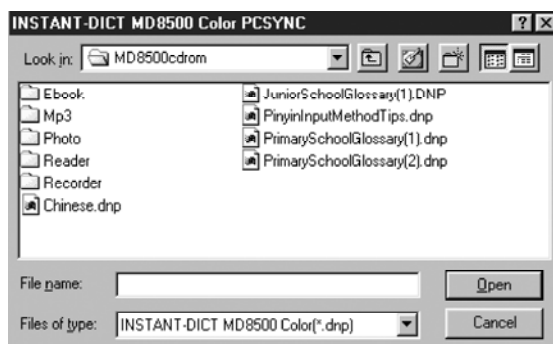 INSTANT-DICT MD8500 Color PCSYNC
Look in: MD8500cdrom
Ebook
Mp3
Photo
Reader
Recorder
Chinese.dnp
JuniorSchoolGlossary(1).DNP
PinyinInputMethodTips.dnp
PrimarySchoolGlossary(1).dnp
PrimarySchoolGlossary(2).dnp
File name:
Open
Files of type: INSTANT-DICT MD8500 Color(*.dnp)
Cancel